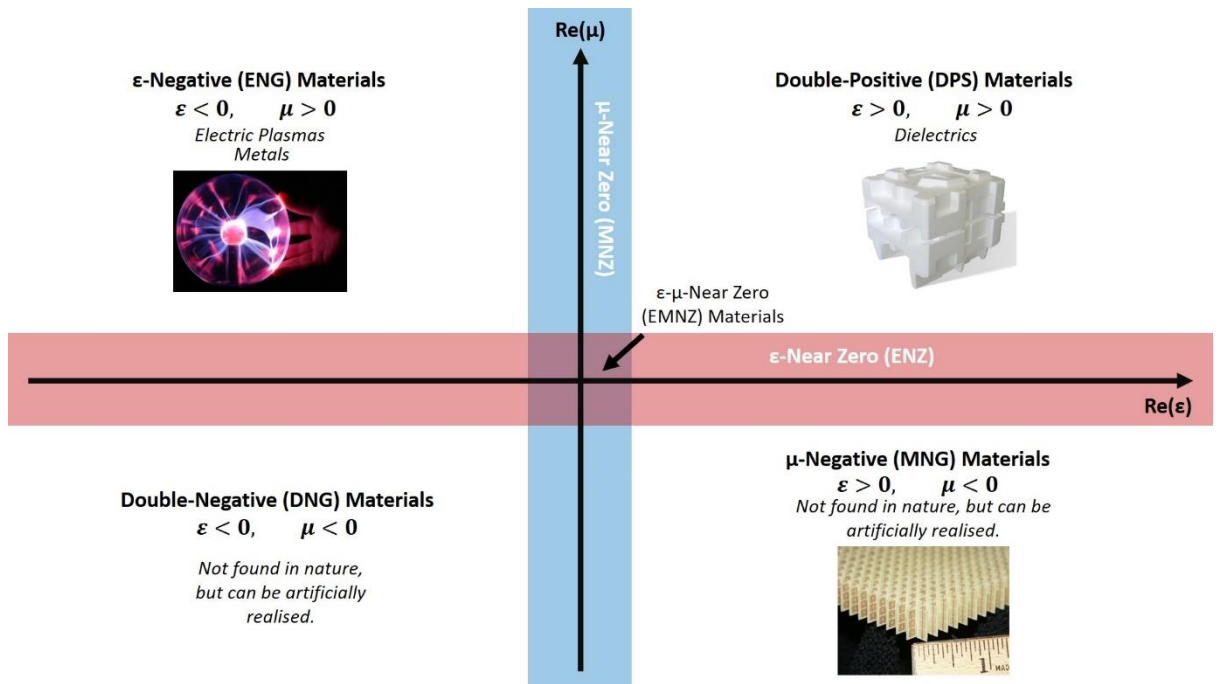 Re(μ)
ε-Negative (ENG) Materials
ε < 0, μ > 0
Electric Plasmas
Metals
μ-Near Zero (MNZ)
Double-Positive (DPS) Materials
ε > 0, μ > 0
Dielectrics
ε-μ-Near Zero
(EMNZ) Materials
ε-Near Zero (ENZ)
Re(ε)
Double-Negative (DNG) Materials
ε < 0, μ < 0
Not found in nature,
but can be artificially
realised.
μ-Negative (MNG) Materials
ε > 0, μ < 0
Not found in nature, but can be
artificially realised.
1